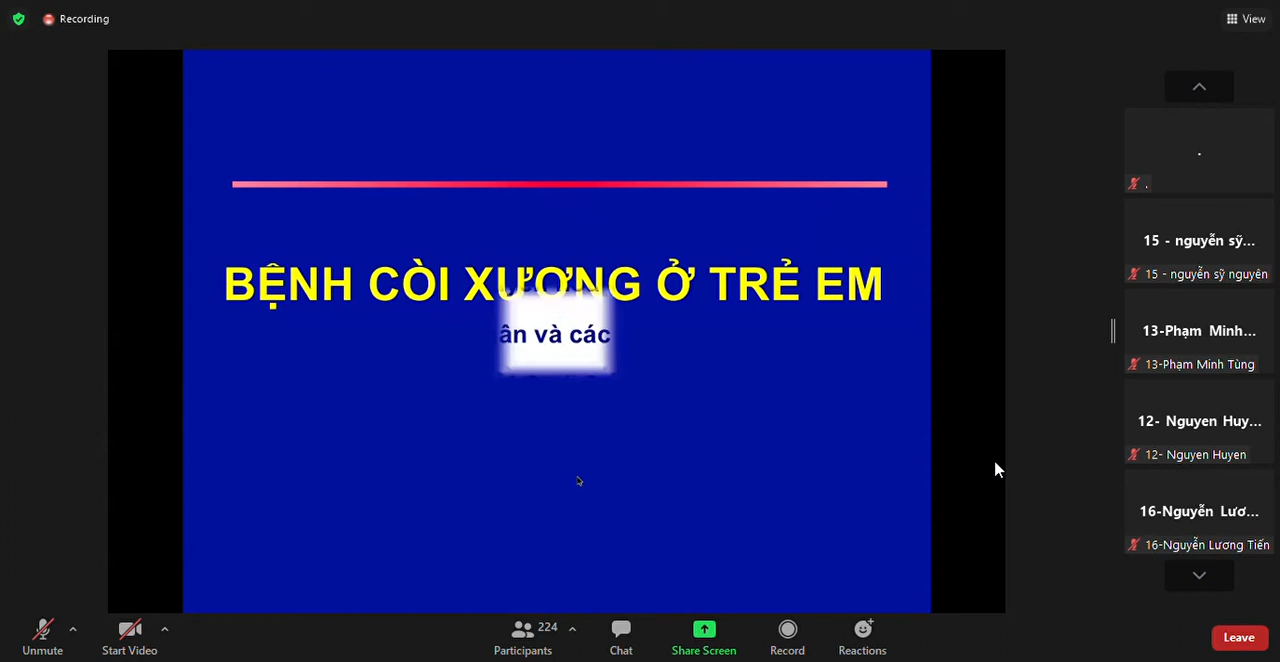 Recording
View
BỆNH CÒI XƯƠNG Ở TRẺ EM
ân và các
.
.
15 - nguyễn sỹ...
15 - nguyễn sỹ nguyên
13-Phạm Minh...
13-Phạm Minh Tùng
12- Nguyen Huy...
12- Nguyen Huyen
16-Nguyễn Lươ...
16-Nguyễn Lương Tiến
Unmute
Start Video
224
Participants
Chat
Share Screen
Record
Reactions
Leave